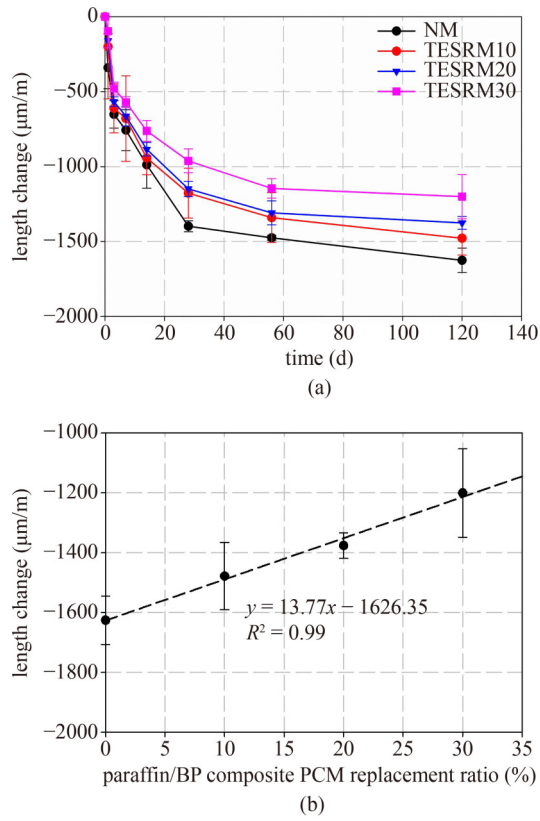 0
−500
−1000
−1500
−2000
length change (μm/m)
NM
TESRM10
TESRM20
TESRM30
0 20 40 60 80 100 120 140
time (d)
(a)
−1000
−1200
−1400
−1600
−1800
−2000
length change (μm/m)
y = 13.77x − 1626.35
R² = 0.99
0 5 10 15 20 25 30 35
paraffin/BP composite PCM replacement ratio (%)
(b)